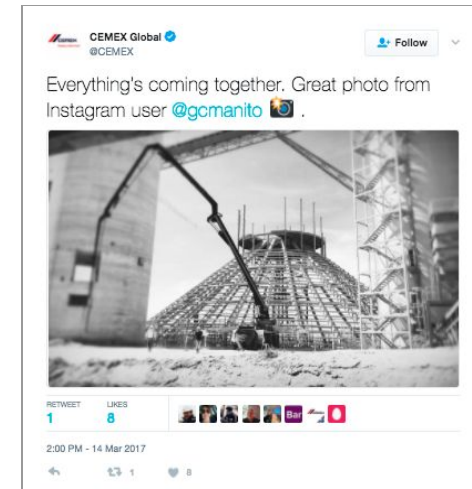 CEMEX Global
@CEMEX
Follow
Everything's coming together. Great photo from
Instagram user @gcmanito .
RETWEET LIKES
1 8
Bar
2:00 PM - 14 Mar 2017
1 8